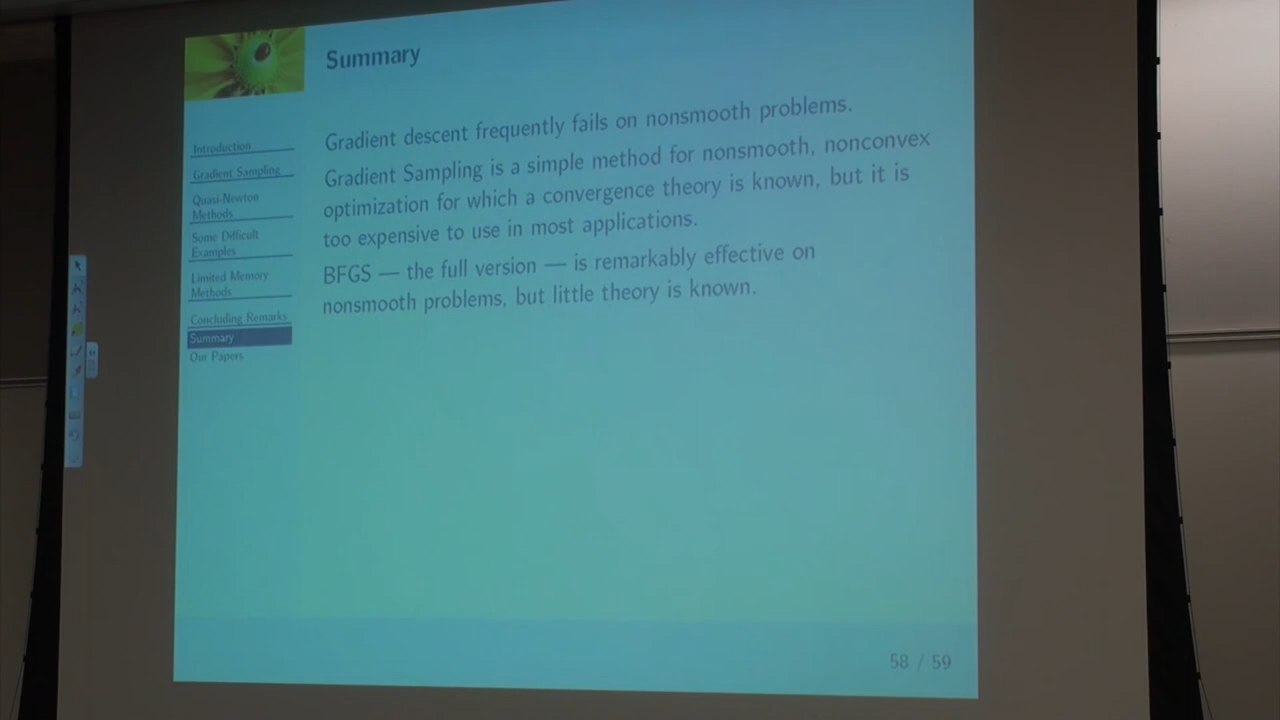 Summary
Introduction
Gradient Sampling
Quasi-Newton
Methods
Some Difficult
Examples
Limited Memory
Methods
Concluding Remarks
Summary
Our Papers
Gradient descent frequently fails on nonsmooth problems.
Gradient Sampling is a simple method for nonsmooth, nonconvex
optimization for which a convergence theory is known, but it is
too expensive to use in most applications.
BFGS — the full version — is remarkably effective on
nonsmooth problems, but little theory is known.
58 / 59